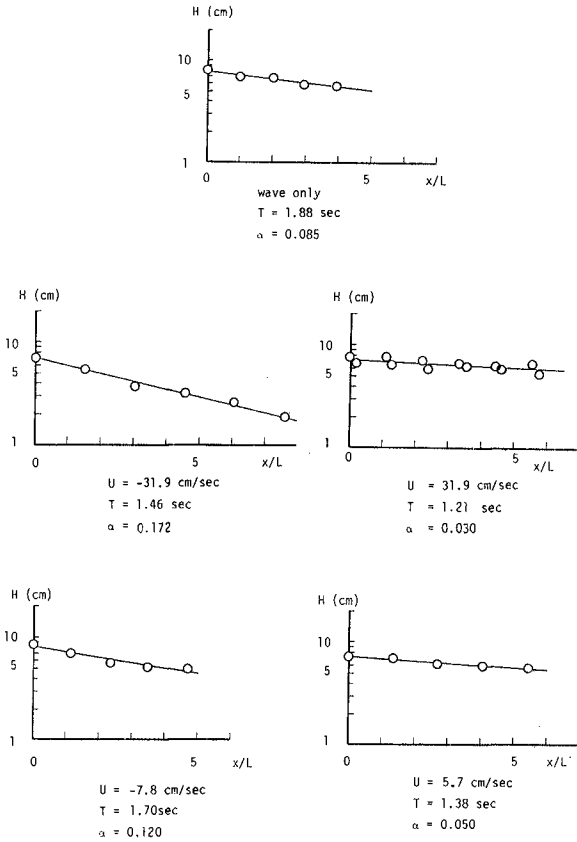 H (cm)
10
5
1
0
5
x/L
wave only
T = 1.88 sec
α = 0.085
H (cm)
10
5
1
0
5
x/L
U = -31.9 cm/sec
T = 1.46 sec
α = 0.172
H (cm)
10
5
1
0
5
x/L
U = 31.9 cm/sec
T = 1.21 sec
α = 0.030
H (cm)
10
5
1
0
5
x/L
U = -7.8 cm/sec
T = 1.70sec
α = 0.120
H (cm)
10
5
1
0
5
x/L
U = 5.7 cm/sec
T = 1.38 sec
α = 0.050